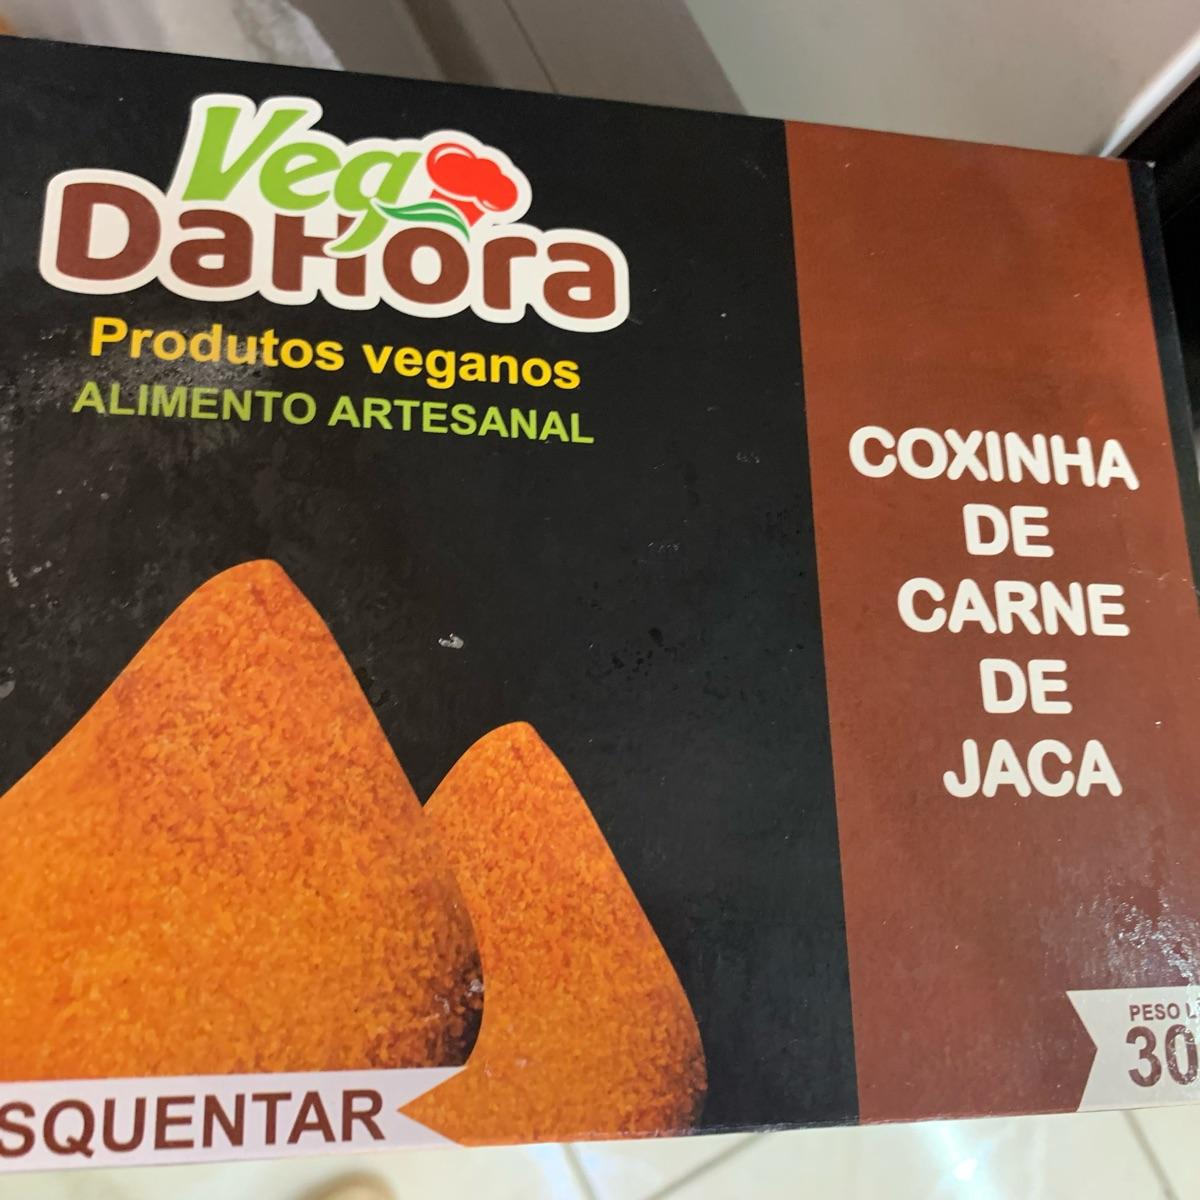 Veg
DaHora
Produtos veganos
ALIMENTO ARTESANAL
COXINHA
DE
CARNE
DE
JACA
PESO L
30
SQUENTAR